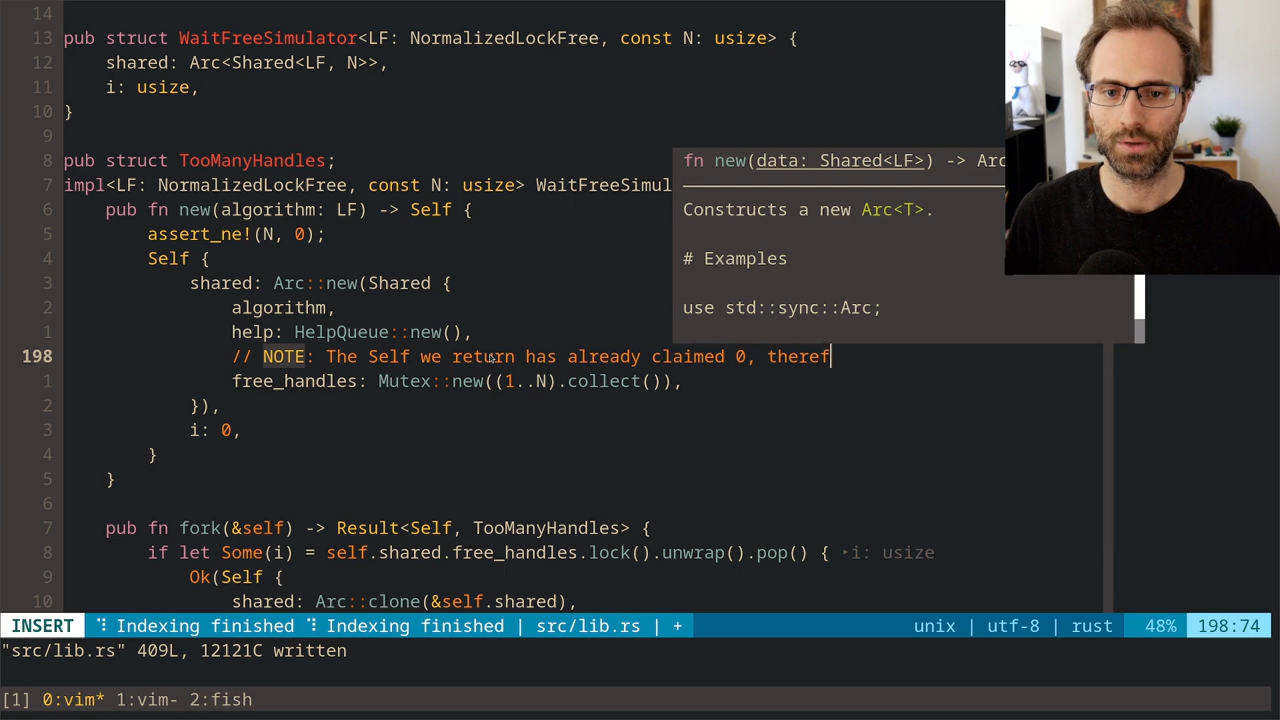 14
13 pub struct WaitFreeSimulator<LF: NormalizedLockFree, const N: usize> {
12 shared: Arc<Shared<LF, N>>,
11 i: usize,
10 }
9
8 pub struct TooManyHandles;
7 impl<LF: NormalizedLockFree, const N: usize> WaitFreeSimul
6 pub fn new(algorithm: LF) -> Self {
5 assert_ne!(N, 0);
4 Self {
3 shared: Arc::new(Shared {
2 algorithm,
1 help: HelpQueue::new(),
198 // NOTE: The Self we return has already claimed 0, theref
1 free_handles: Mutex::new((1..N).collect()),
2 }),
3 i: 0,
4 }
5 }
6
7 pub fn fork(&self) -> Result<Self, TooManyHandles> {
8 if let Some(i) = self.shared.free_handles.lock().unwrap().pop() { ‣i: usize
9 Ok(Self {
10 shared: Arc::clone(&self.shared),
fn new(data: Shared<LF>) -> Arc
Constructs a new Arc<T>.
# Examples
use std::sync::Arc;
INSERT ⠹ Indexing finished ⠹ Indexing finished | src/lib.rs | + unix | utf-8 | rust 48% 198:74
"src/lib.rs" 409L, 12121C written
[1] 0:vim* 1:vim- 2:fish